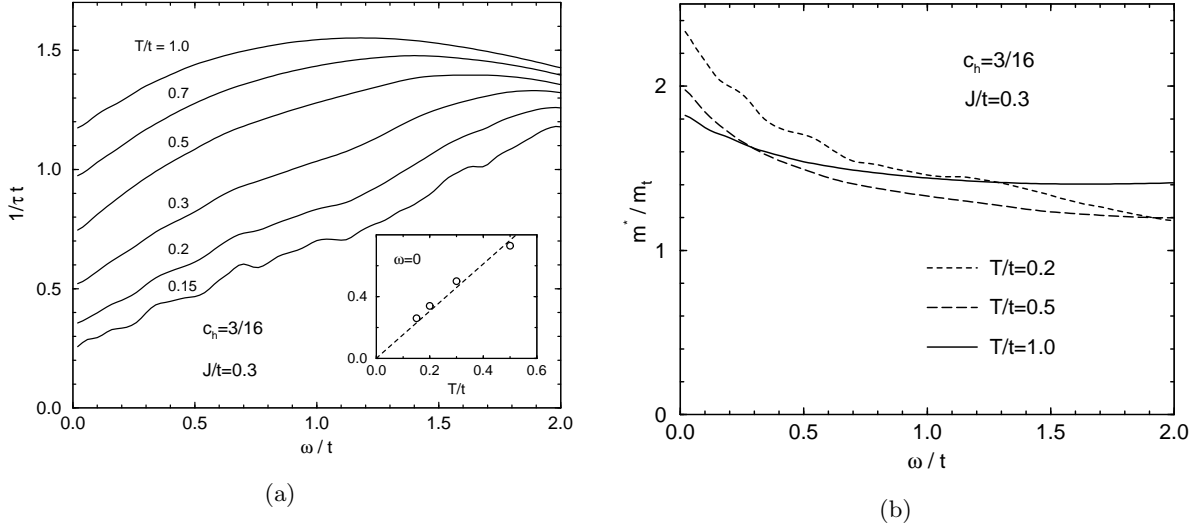 1.5
1.0
0.5
0.0
1/τ t
T/t = 1.0
0.7
0.5
0.3
0.2
0.15
c_h=3/16
J/t=0.3
ω=0
0.8
0.4
0.0
0.0 0.2 0.4 0.6
T/t
0.0 0.5 1.0 1.5 2.0
ω / t
(a)
2
1
0
m* / m_t
c_h=3/16
J/t=0.3
T/t=0.2
T/t=0.5
T/t=1.0
0.0 0.5 1.0 1.5 2.0
ω / t
(b)